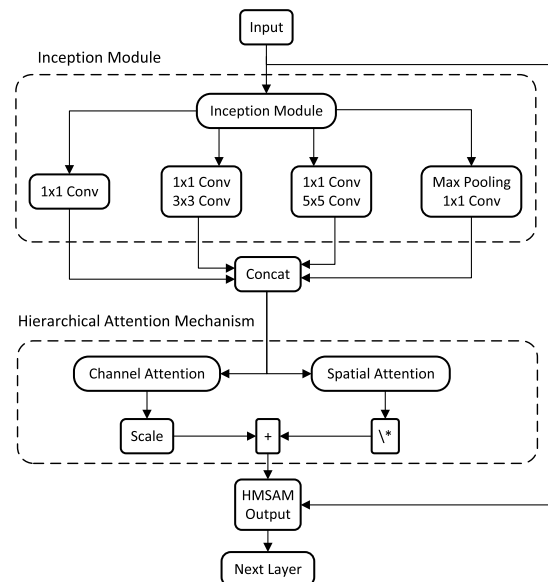 Input
Inception Module
Inception Module
1x1 Conv
1x1 Conv
3x3 Conv
1x1 Conv
5x5 Conv
Max Pooling
1x1 Conv
Concat
Hierarchical Attention Mechanism
Channel Attention
Spatial Attention
Scale
+
\*
HMSAM
Output
Next Layer